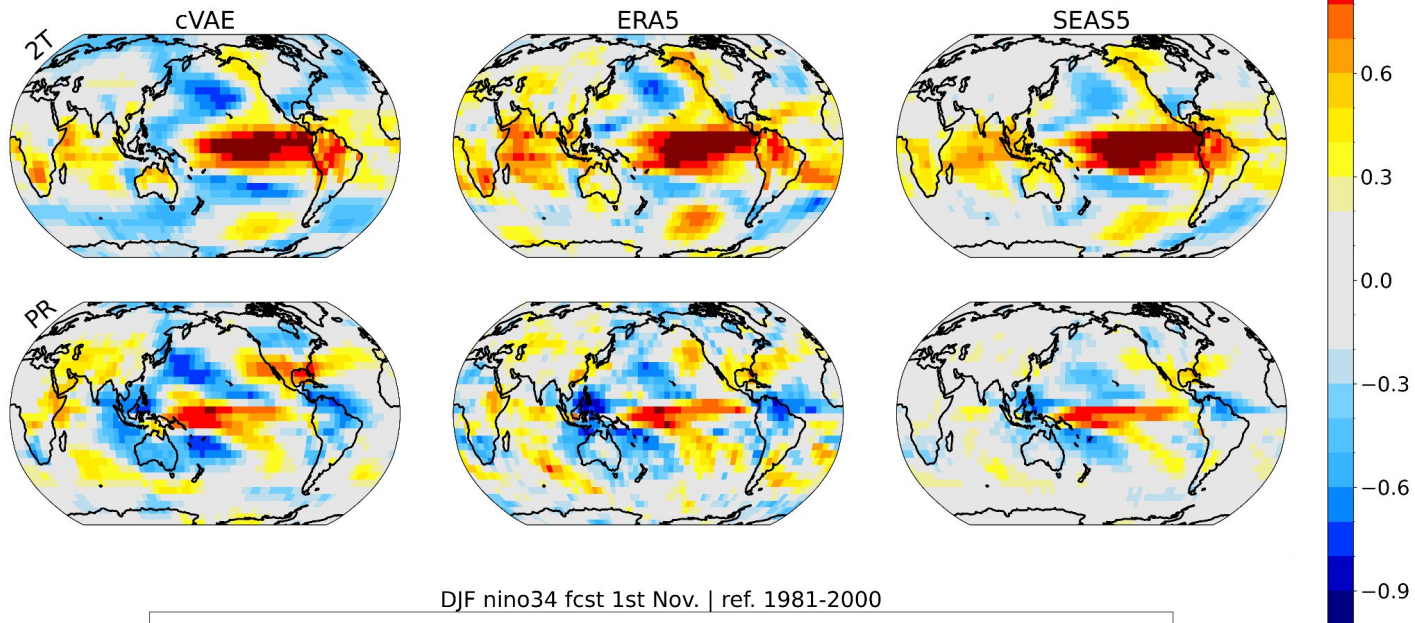 cVAE ERA5 SEAS5
2T
PR
0.6
0.3
0.0
−0.3
−0.6
−0.9
DJF nino34 fcst 1st Nov. | ref. 1981-2000